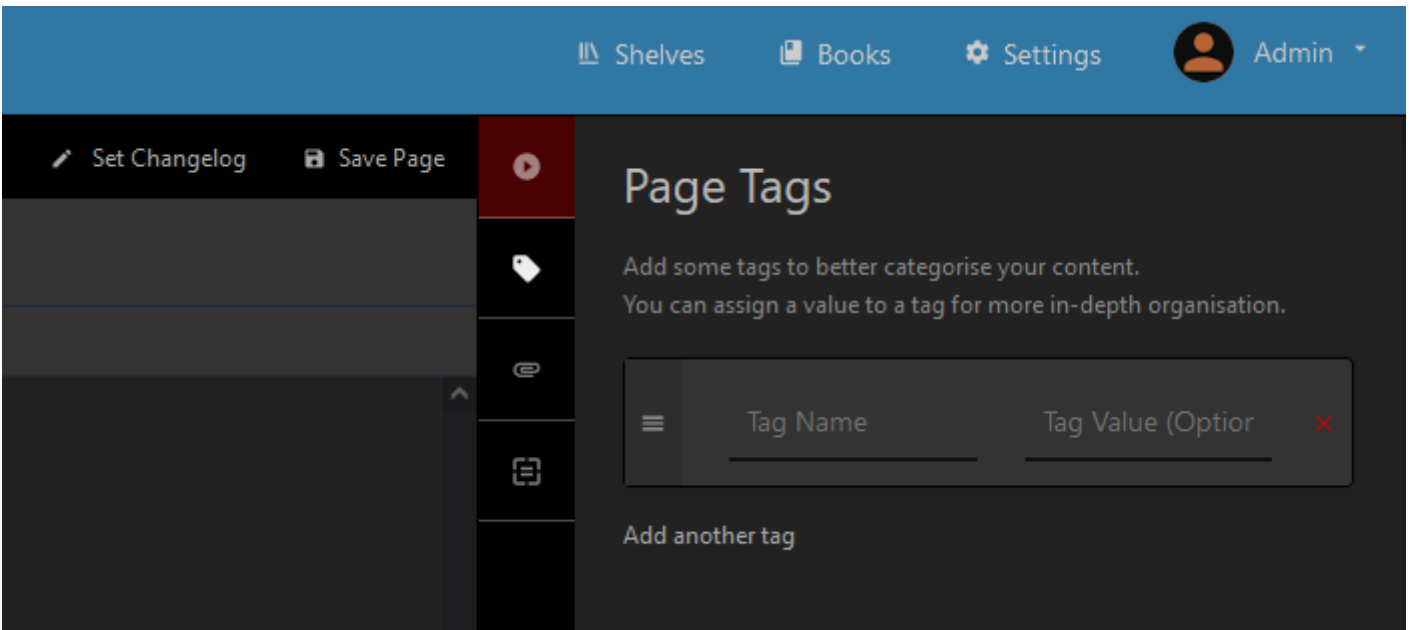 Shelves Books Settings Admin
Set Changelog Save Page
Page Tags
Add some tags to better categorise your content.
You can assign a value to a tag for more in-depth organisation.
Tag Name Tag Value (Optior
Add another tag